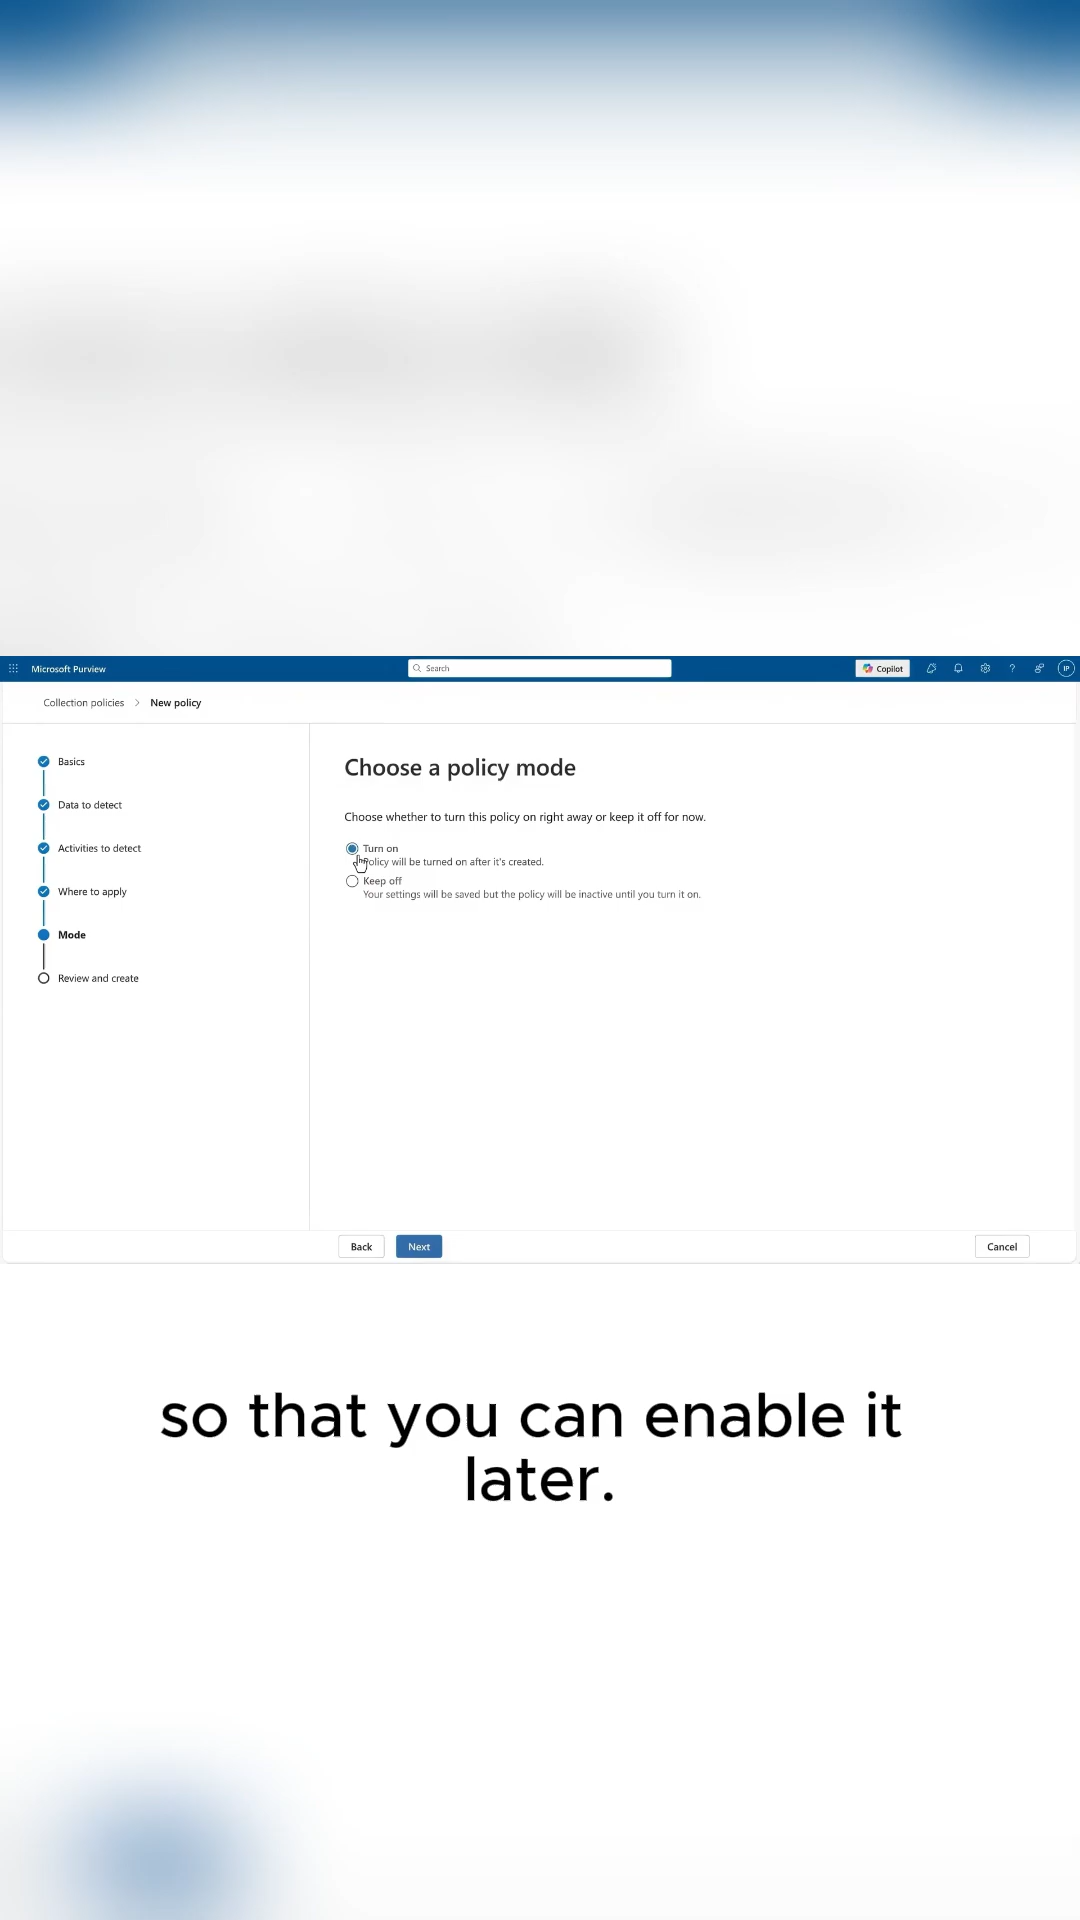 Microsoft Purview
Search
Copilot
?
IP
Collection policies > New policy
Basics
Data to detect
Activities to detect
Where to apply
Mode
Review and create
Choose a policy mode
Choose whether to turn this policy on right away or keep it off for now.
Turn on
Policy will be turned on after it's created.
Keep off
Your settings will be saved but the policy will be inactive until you turn it on.
Back
Next
Cancel
so that you can enable it
later.